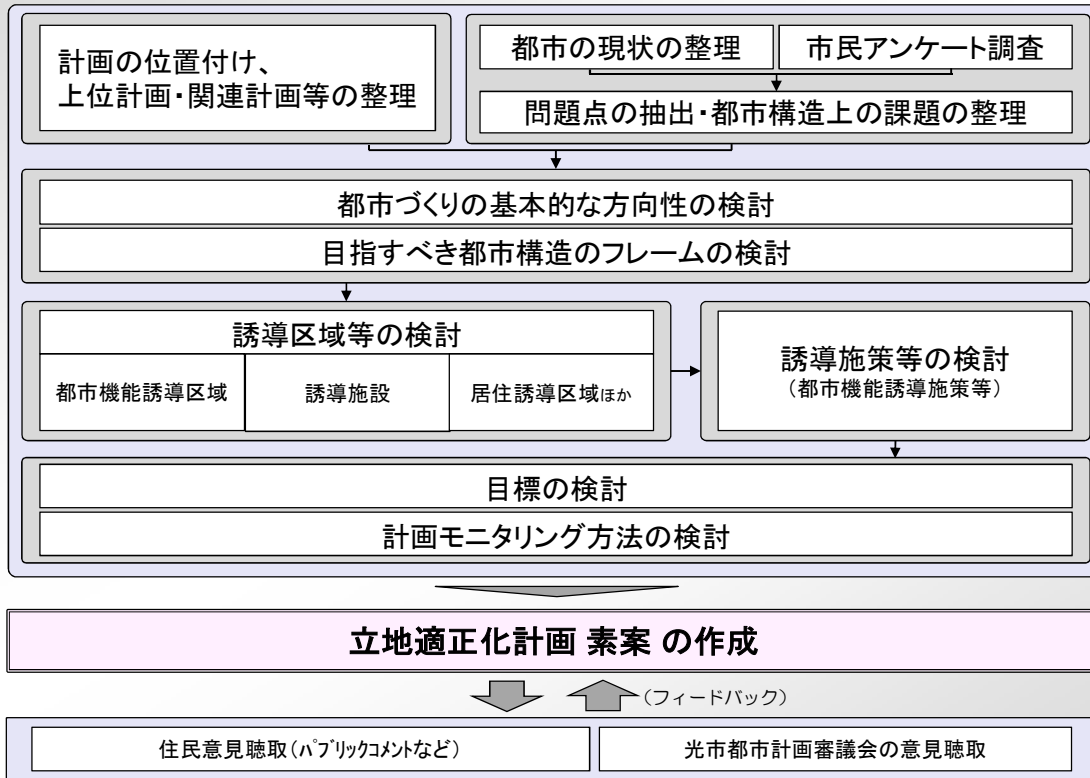 計画の位置付け、
上位計画・関連計画等の整理
都市の現状の整理
市民アンケート調査
問題点の抽出・都市構造上の課題の整理
都市づくりの基本的な方向性の検討
目指すべき都市構造のフレームの検討
誘導区域等の検討
都市機能誘導区域
誘導施設
居住誘導区域ほか
誘導施策等の検討
（都市機能誘導施策等）
目標の検討
計画モニタリング方法の検討
立地適正化計画 素案 の作成
（フィードバック）
住民意見聴取（ﾊﾟﾌﾞﾘｯｸｺﾒﾝﾄなど）
光市都市計画審議会の意見聴取